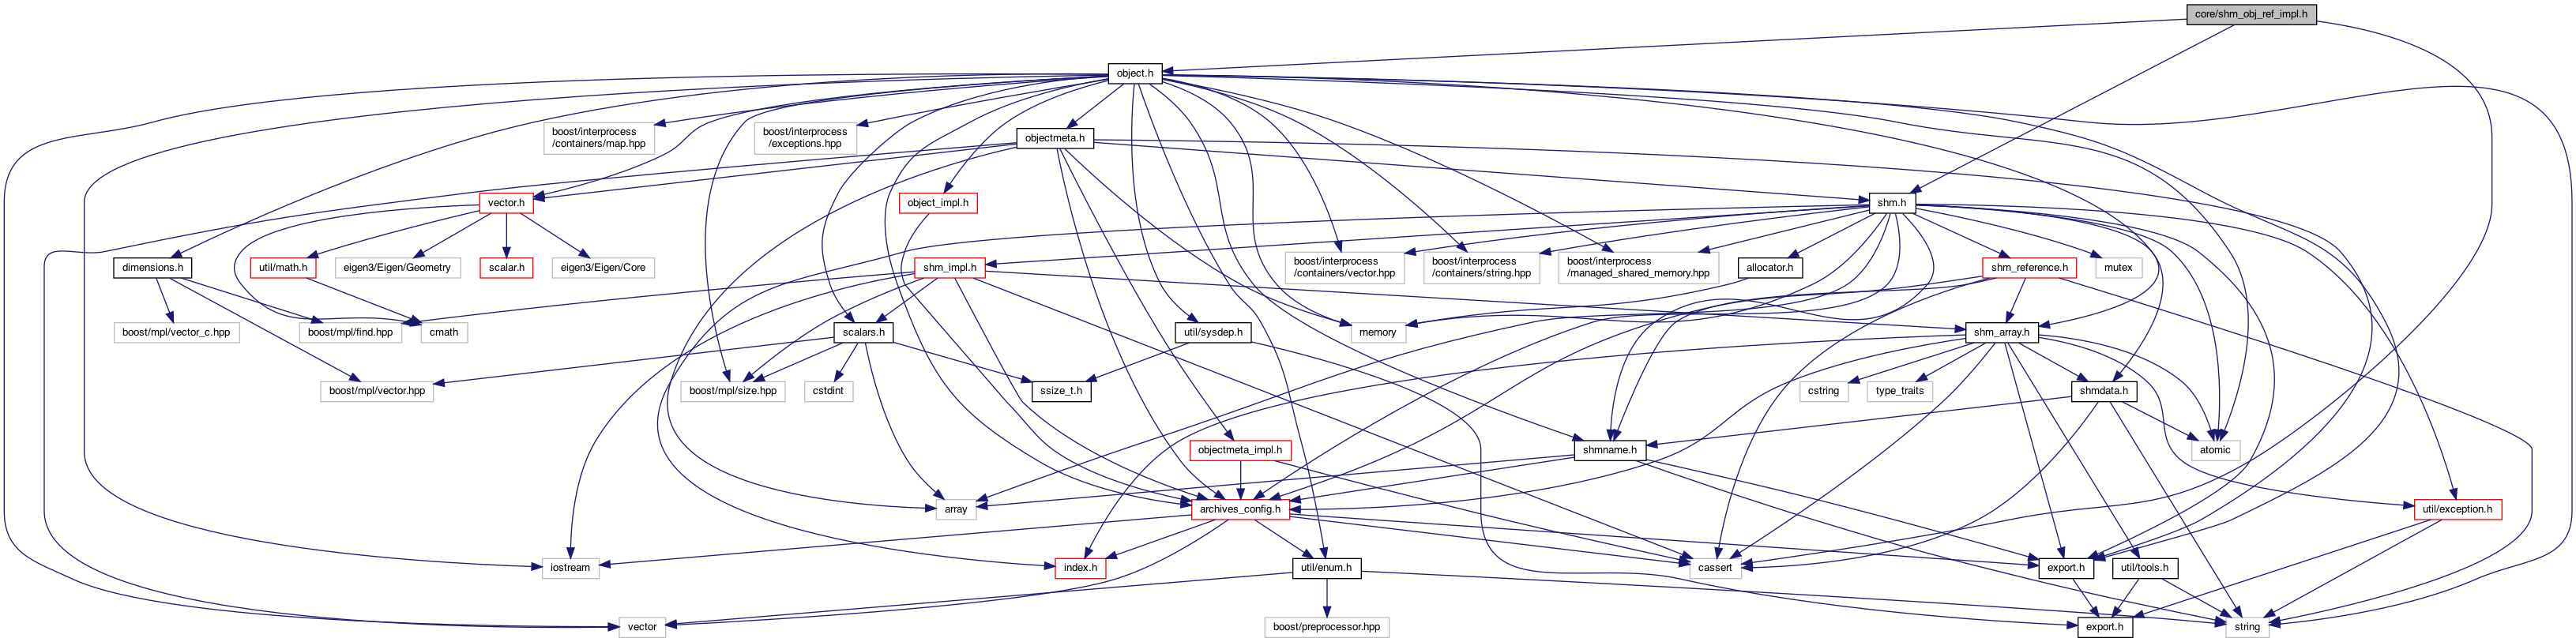 core/shm_obj_ref_impl.h
object.h
boost/interprocess
/containers/map.hpp
boost/interprocess
/exceptions.hpp
objectmeta.h
vector.h
object_impl.h
shm.h
dimensions.h
util/math.h
eigen3/Eigen/Geometry
scalar.h
eigen3/Eigen/Core
shm_impl.h
boost/interprocess
/containers/vector.hpp
boost/interprocess
/containers/string.hpp
boost/interprocess
/managed_shared_memory.hpp
allocator.h
shm_reference.h
mutex
boost/mpl/vector_c.hpp
boost/mpl/find.hpp
cmath
scalars.h
util/sysdep.h
memory
shm_array.h
boost/mpl/vector.hpp
boost/mpl/size.hpp
cstdint
ssize_t.h
cstring
type_traits
shmdata.h
objectmeta_impl.h
shmname.h
atomic
array
archives_config.h
util/exception.h
iostream
index.h
util/enum.h
cassert
export.h
util/tools.h
vector
boost/preprocessor.hpp
export.h
string